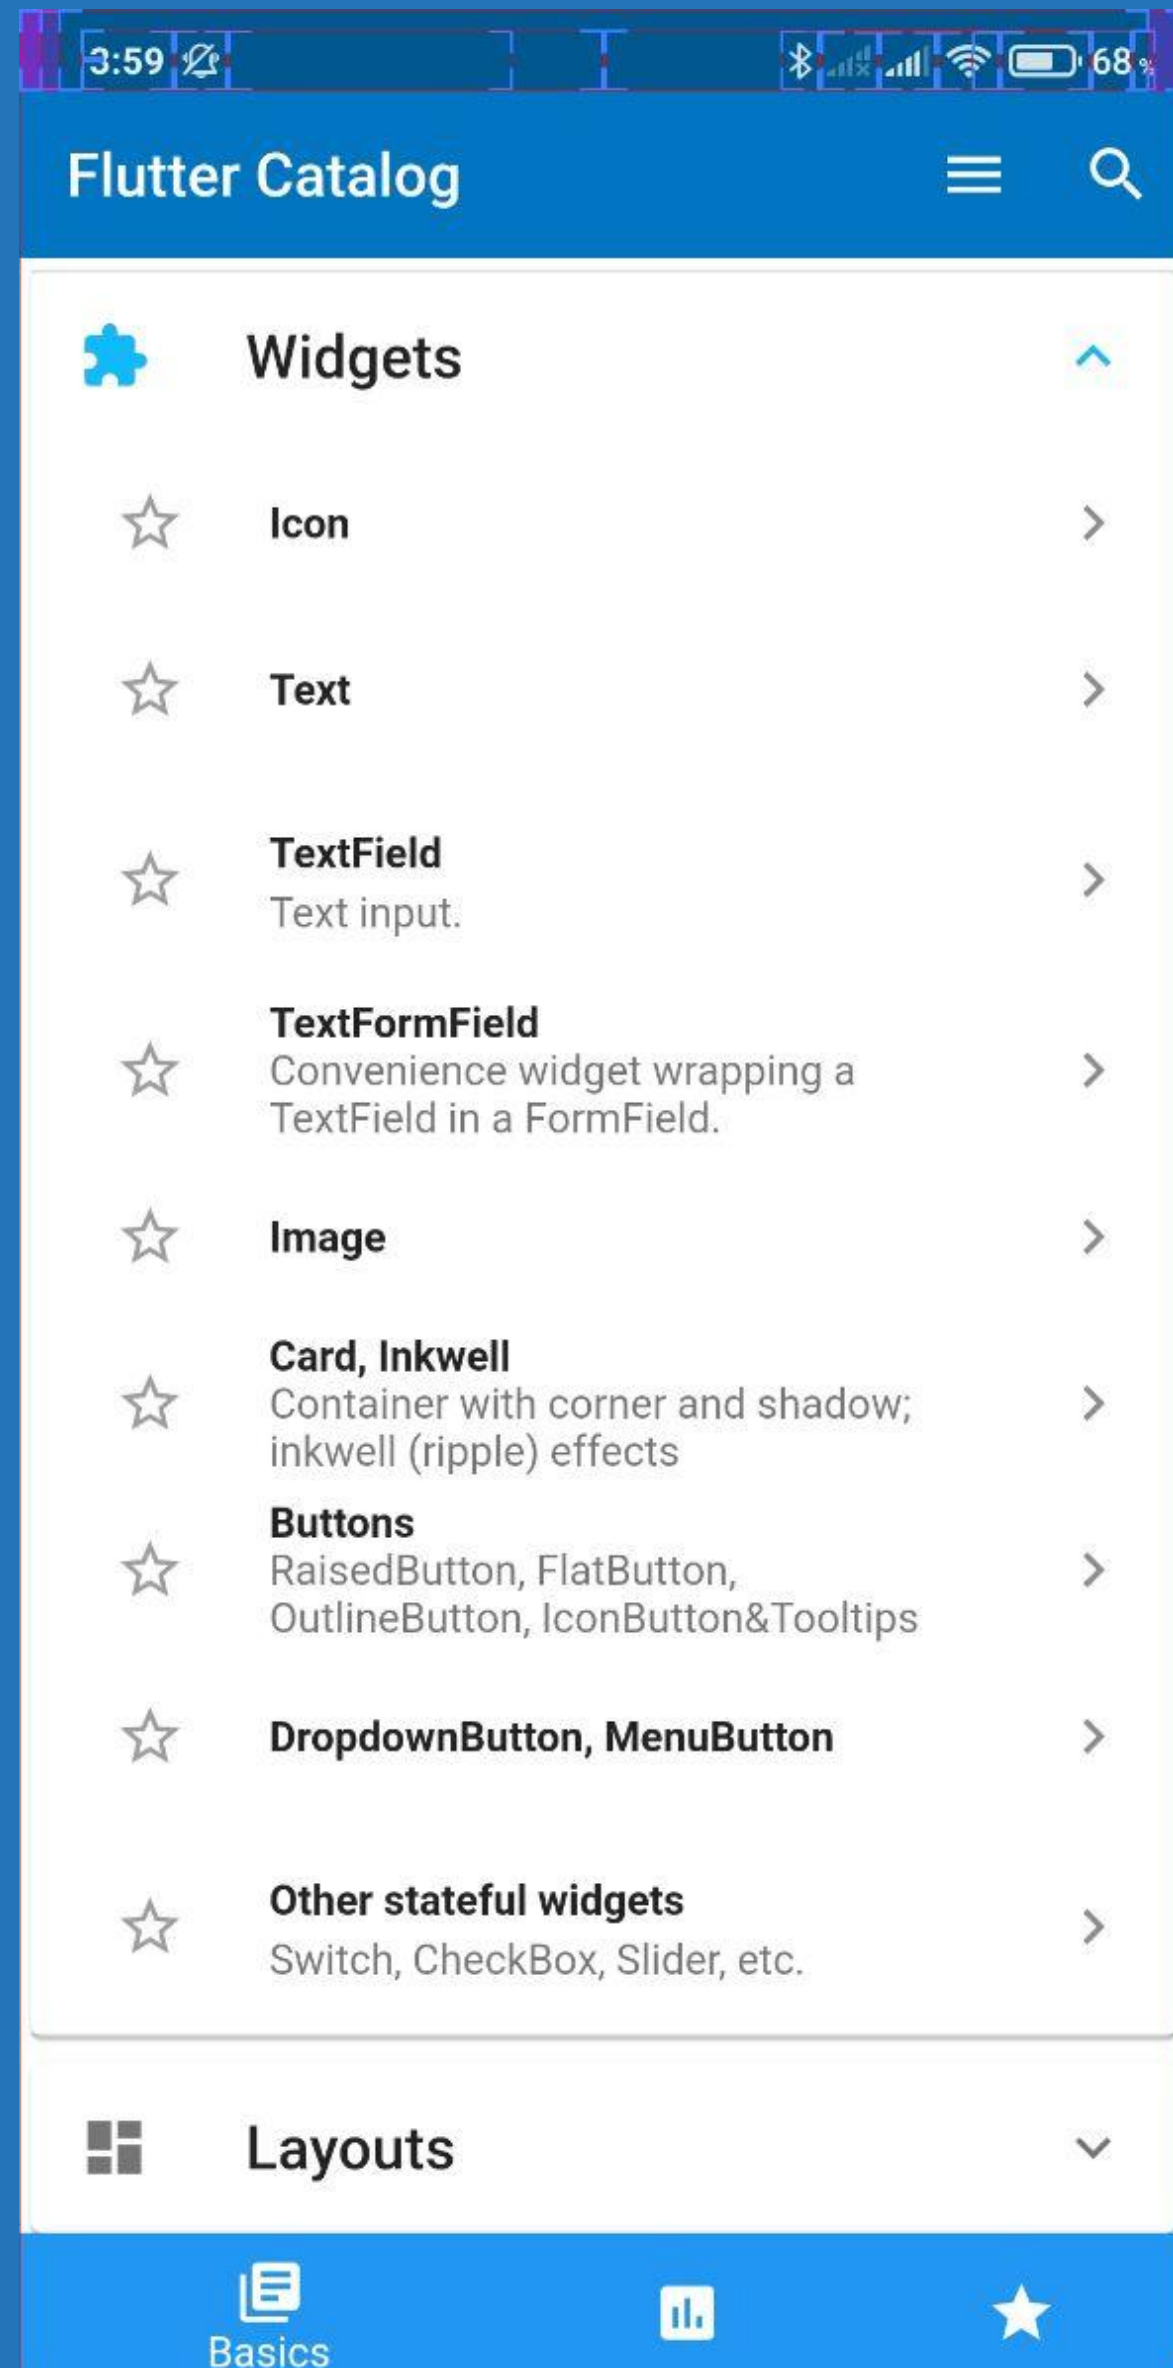 3:59 68 %
Flutter Catalog
Widgets
Icon
Text
TextField
Text input.
TextFormField
Convenience widget wrapping a
TextField in a FormField.
Image
Card, Inkwell
Container with corner and shadow;
inkwell (ripple) effects
Buttons
RaisedButton, FlatButton,
OutlineButton, IconButton&Tooltips
DropdownButton, MenuButton
Other stateful widgets
Switch, CheckBox, Slider, etc.
Layouts
Basics